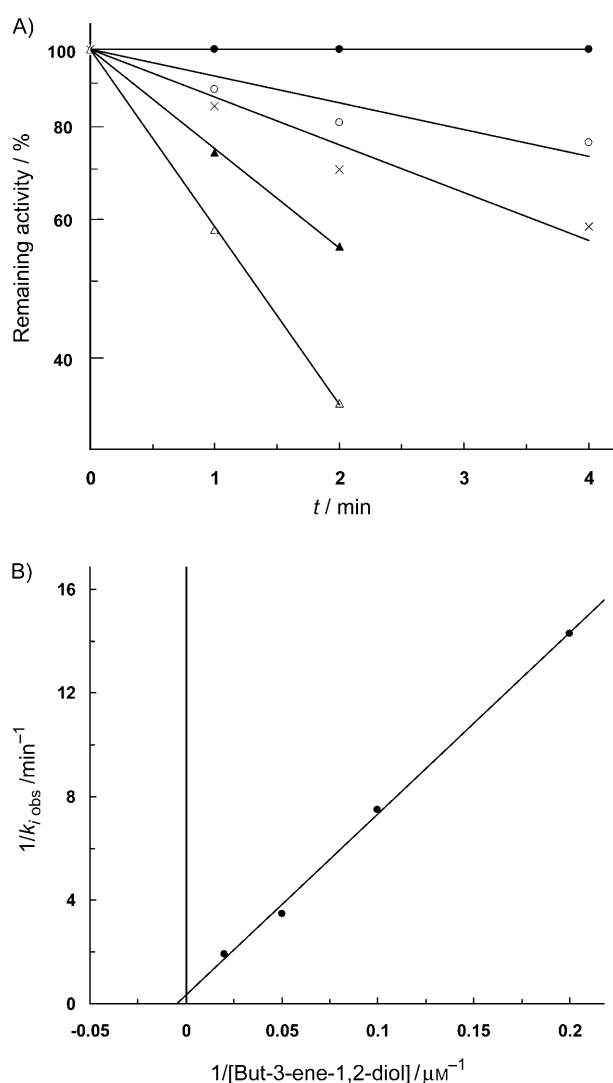 A)
100
80
60
40
Remaining activity / %
0 1 2 3 4
t / min
B)
16
12
8
4
0
1/kᵢ obs /min⁻¹
-0.05 0 0.05 0.1 0.15 0.2
1/[But-3-ene-1,2-diol] / μM⁻¹